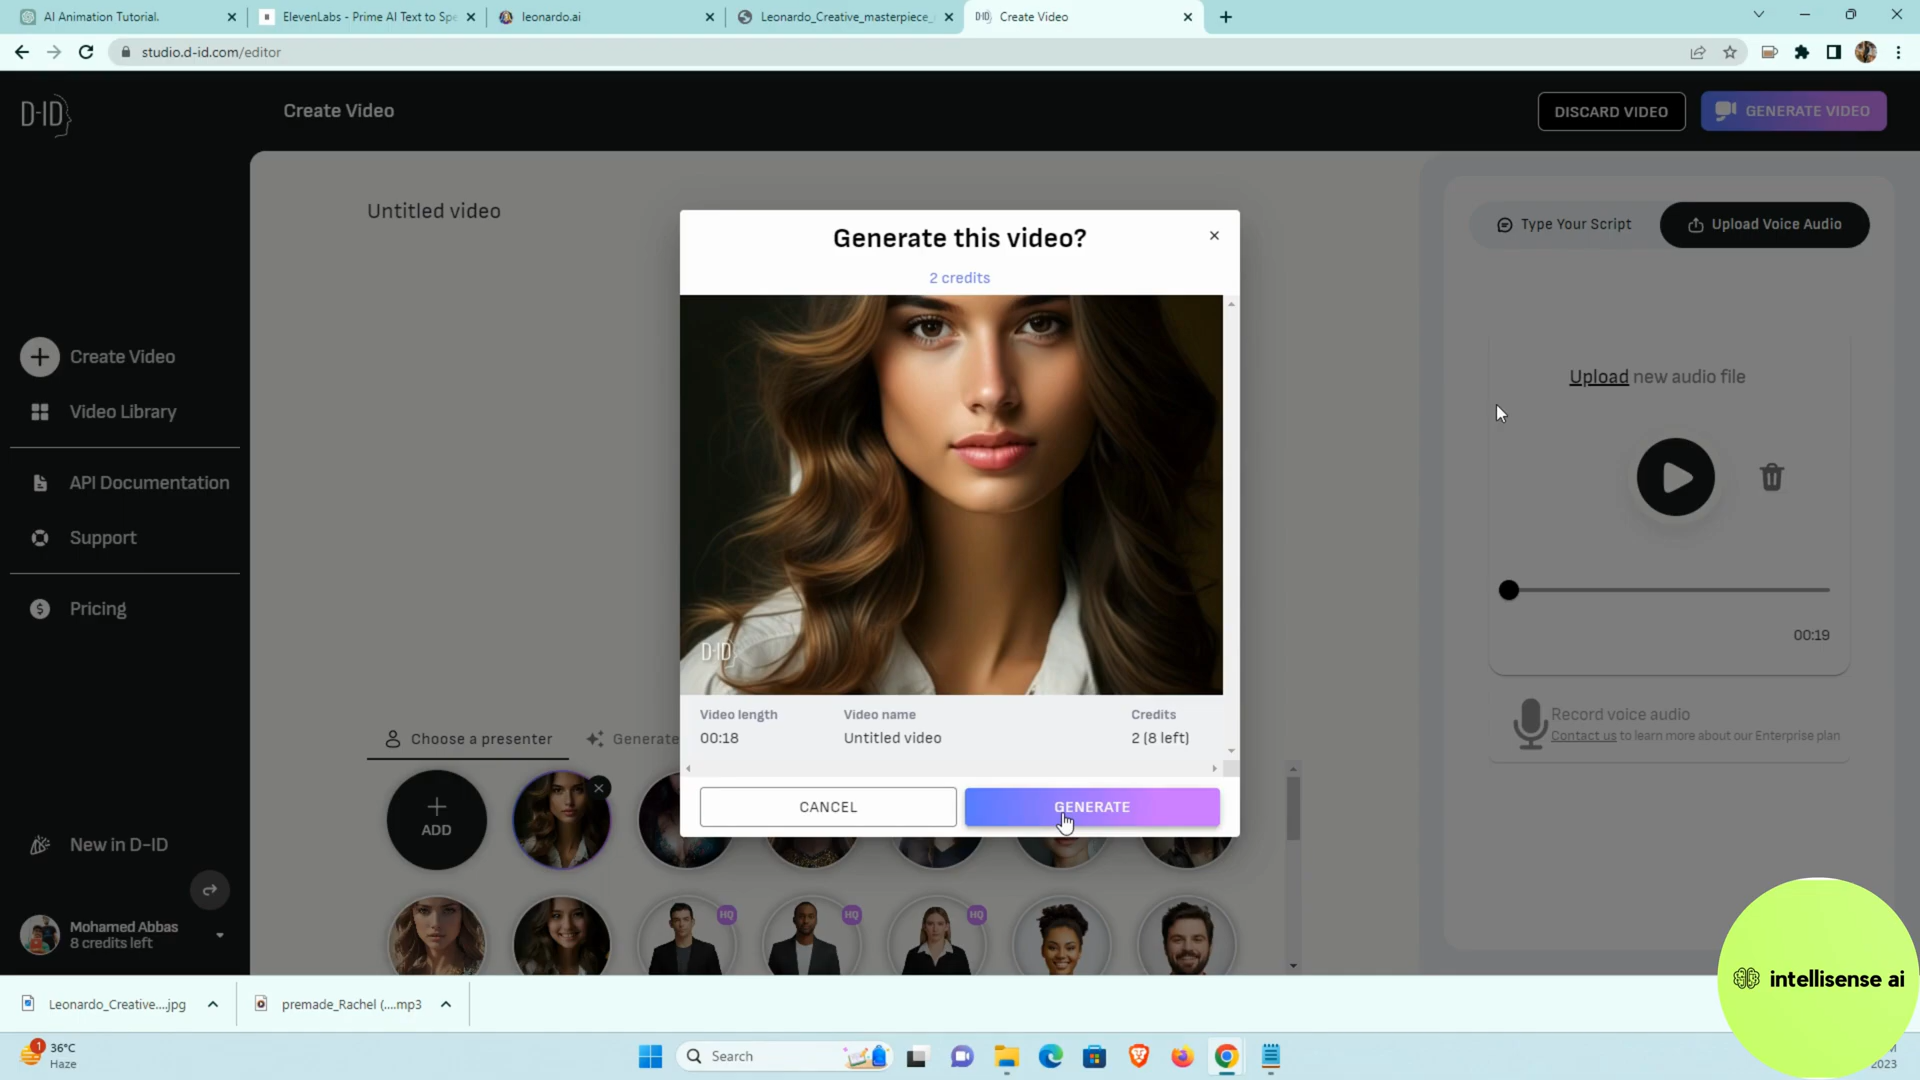 AI Animation Tutorial.
ElevenLabs - Prime AI Text to Spe
leonardo.ai
Leonardo_Creative_masterpiece_
D-ID Create Video
studio.d-id.com/editor
D-ID
Create Video
DISCARD VIDEO
GENERATE VIDEO
Untitled video
Generate this video?
2 credits
Type Your Script
Upload Voice Audio
Create Video
Video Library
API Documentation
Support
Pricing
Upload new audio file
00:19
D-ID
Video length
Video name
Credits
00:18
Untitled video
2 (8 left)
Record voice audio
Contact us to learn more about our Enterprise plan
Choose a presenter
Generate
CANCEL
GENERATE
ADD
HQ
HQ
HQ
New in D-ID
Mohamed Abbas
8 credits left
Leonardo_Creative....jpg
premade_Rachel (....mp3
intellisense ai
1
36°C
Haze
Search
M
2023